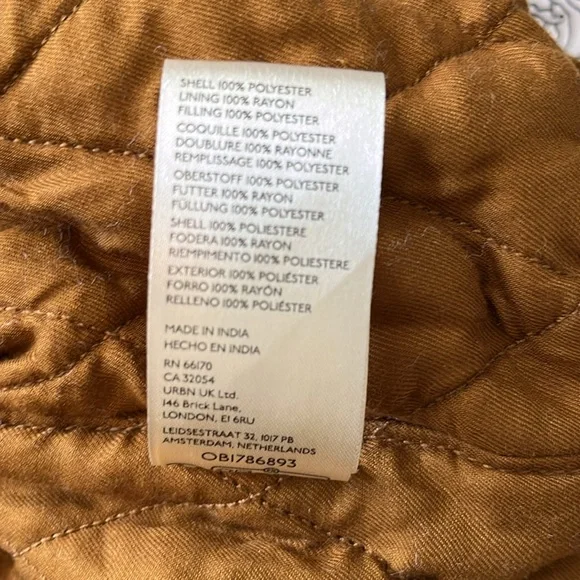 SHELL 100% POLYESTER
LINING 100% RAYON
FILLING 100% POLYESTER
COQUILLE 100% POLYESTER
DOUBLURE 100% RAYONNE
REMPLISSAGE 100% POLYESTER
OBERSTOFF 100% POLYESTER
FUTTER 100% RAYON
FÜLLUNG 100% POLYESTER
SHELL 100% POLIESTERE
FODERA 100% RAYON
RIEMPIMENTO 100% POLIESTERE
EXTERIOR 100% POLIÉSTER
FORRO 100% RAYON
RELLENO 100% POLIÉSTER
MADE IN INDIA
HECHO EN INDIA
RN 66170
CA 32054
URBN UK Ltd.
146 Brick Lane,
LONDON, E1 6RU
LEIDSESTRAAT 32, 1017 PB
AMSTERDAM, NETHERLANDS
OB1786893